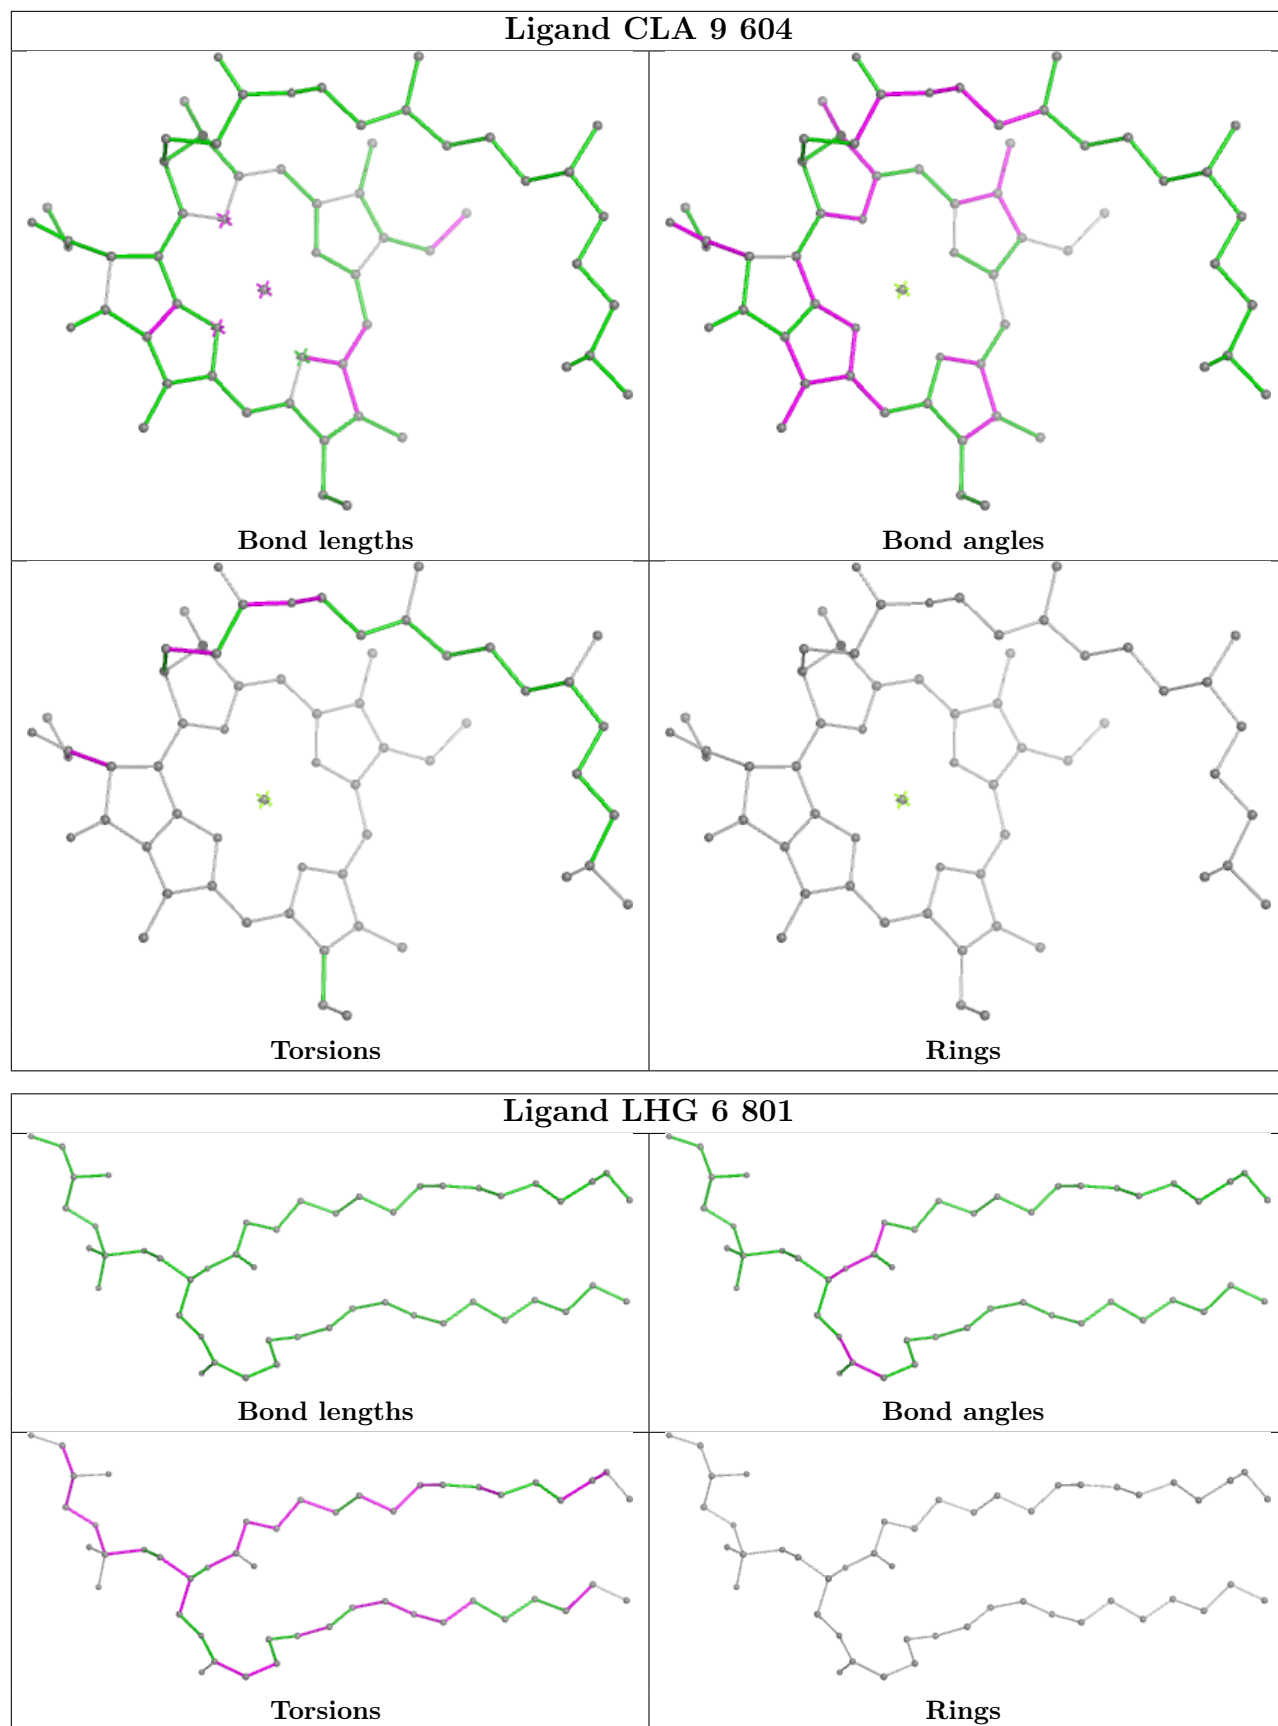 Ligand CLA 9 604
Bond lengths
Bond angles
Torsions
Rings
Ligand LHG 6 801
Bond lengths
Bond angles
Torsions
Rings